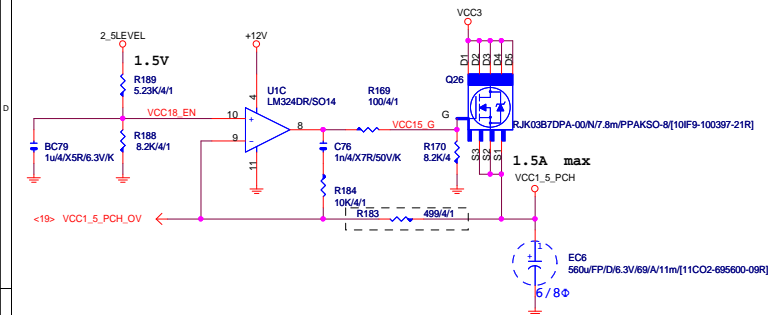 VCC3
2_5LEVEL
+12V
1.5V
D1
D2
D3
D4
D5
R189
5.23K/4/1
U1C
LM324DR/SO14
R169
100/4/1
Q26
D
4
VCC18_EN
10
+
8
VCC15_G
G
RJK03B7DPA-00/N/7.8m/PPAKSO-8/[10IF9-100397-21R]
9
-
BC79
1u/4/X5R/6.3V/K
R188
8.2K/4/1
11
C76
1n/4/X7R/50V/K
R170
8.2K/4
S3
S2
S1
1.5A max
VCC1_5_PCH
R184
10K/4/1
<19> VCC1_5_PCH_OV
R183
499/4/1
1
+
EC6
560u/FP/D/6.3V/69/A/11m/[11CO2-695600-09R]
6/8Φ